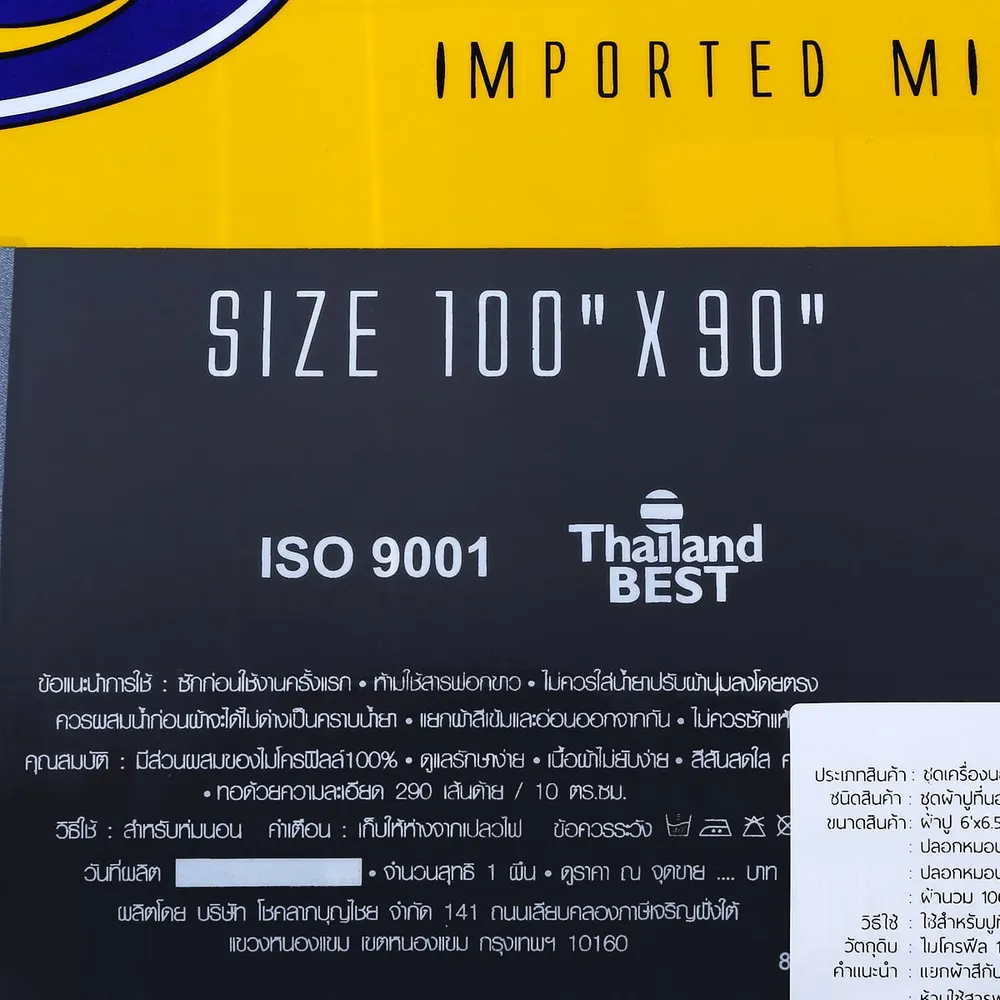 IMPORTED MI
SIZE 100" X 90"
ISO 9001
Thailand
BEST
ข้อแนะนำการใช้ : ซักก่อนใช้งานครั้งแรก • ห้ามใช้สารฟอกขาว • ไม่ควรใส่น้ำยาปรับผ้านุ่มลงโดยตรง
ควรผสมน้ำก่อนผ้าจะได้ไม่ด่างเป็นคราบน้ำยา • แยกผ้าสีเข้มและอ่อนออกจากกัน • ไม่ควรซักแห้
คุณสมบัติ : มีส่วนผสมของไมโครฟิลล์100% • ดูแลรักษาง่าย • เนื้อผ้าไม่ยับง่าย • สีสันสดใส ค
• ทอด้วยความละเอียด 290 เส้นด้าย / 10 ตร.ซม.
วิธีใช้ : สำหรับห่มนอน คำเตือน : เก็บให้ห่างจากเปลวไฟ ข้อควรระวัง
วันที่ผลิต • จำนวนสุทธิ 1 ผืน • ดูราคา ณ จุดขาย .... บาท
ผลิตโดย บริษัท โชคลาภบุญไชย จำกัด 141 ถนนเลียบคลองภาษีเจริญฝั่งใต้
แขวงหนองแขม เขตหนองแขม กรุงเทพฯ 10160
8
ประเภทสินค้า : ชุดเครื่องน
ชนิดสินค้า : ชุดผ้าปูที่นอ
ขนาดสินค้า : ผ้าปู 6'x6.5
: ปลอกหมอน
: ปลอกหมอน
: ผ้านวม 100
วิธีใช้ : ใช้สำหรับปูที่
วัตถุดิบ : ไมโครฟีล 1
คำแนะนำ : แยกผ้าสีกับ
: ห้ามใช้สารฟ